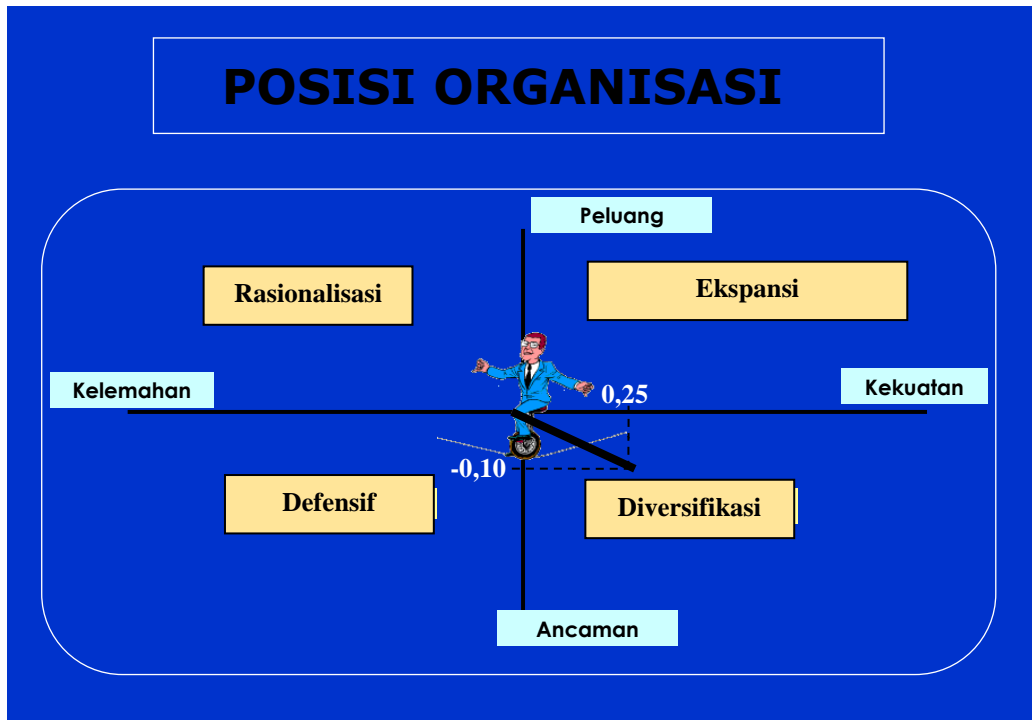 POSISI ORGANISASI
Peluang
Rasionalisasi
Ekspansi
Kelemahan
0,25
Kekuatan
-0,10
Defensif
Diversifikasi
Ancaman